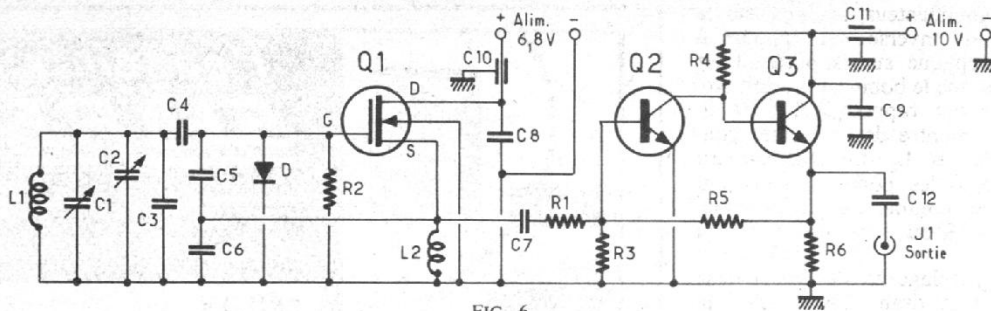 + Alim. −
6,8V
C11
+ Alim. −
10 V
C10
Q1
R4
Q2
Q3
D
G
S
C4
C8
C9
L1
C2
C1
C3
C5
D
R2
C6
L2
C7
R1
R3
R5
R6
C12
J1
Sortie
FIG. 6